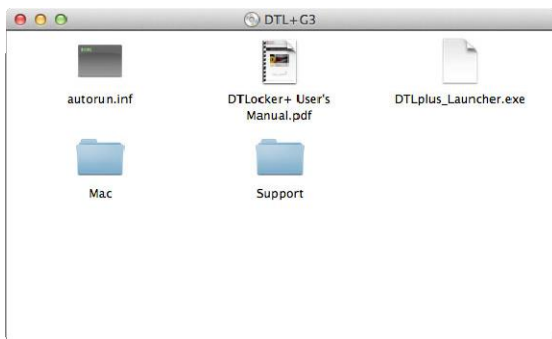 DTL+G3
autorun.inf
DTLocker+ User's
Manual.pdf
DTLplus_Launcher.exe
Mac
Support